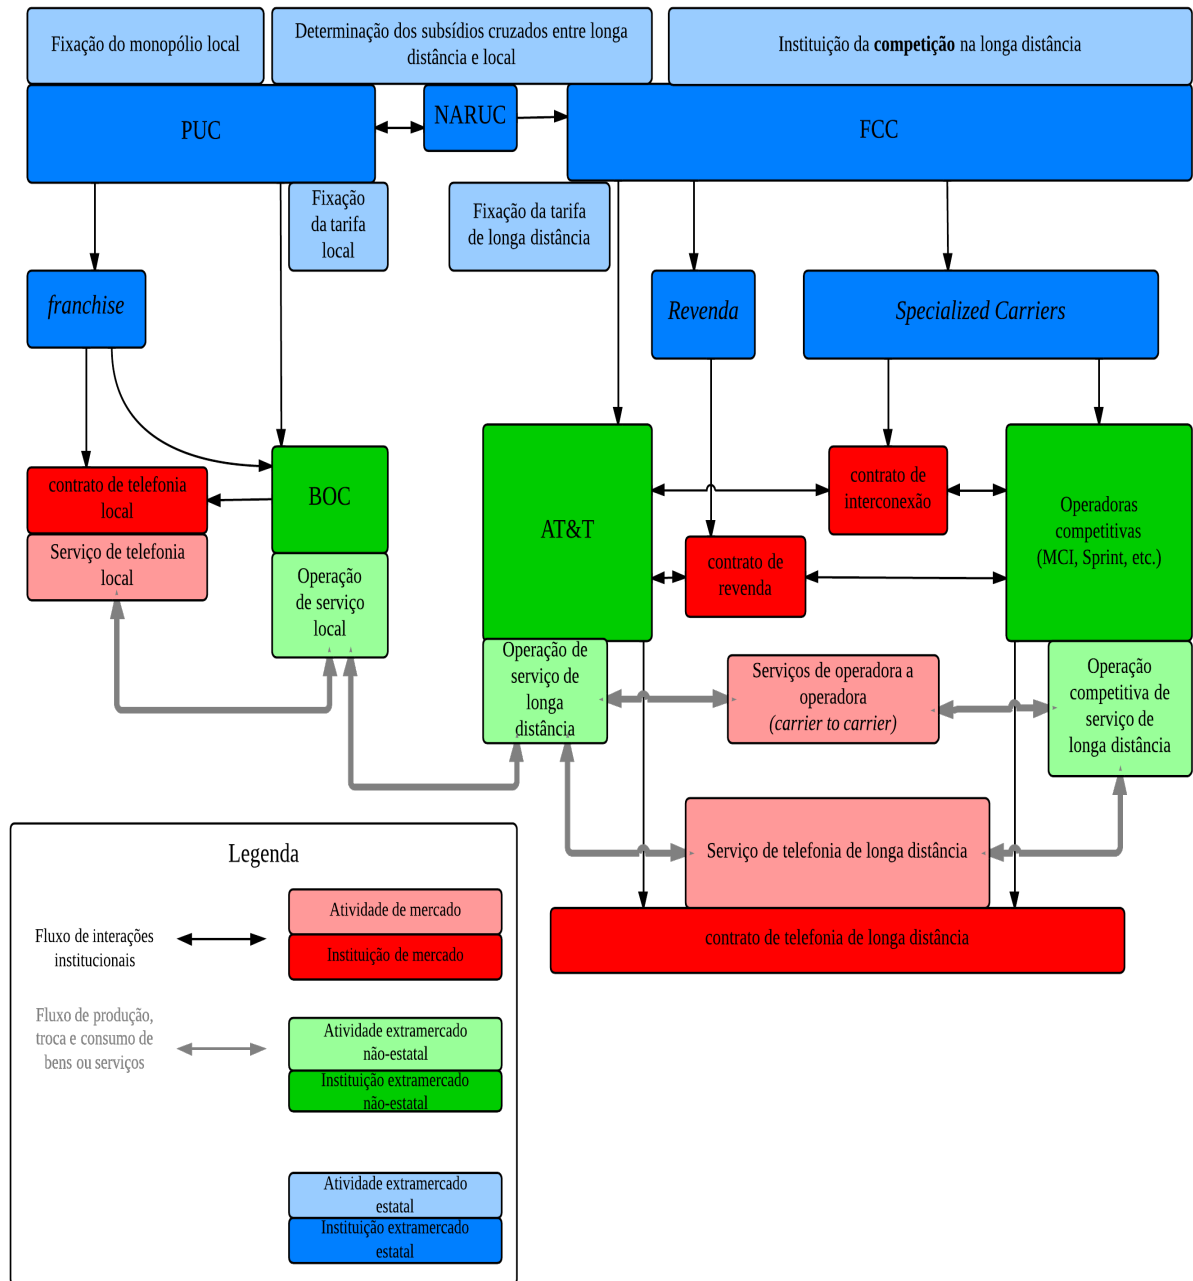 Fixação do monopólio local
Determinação dos subsídios cruzados entre longa
distância e local
Instituição da competição na longa distância
PUC
NARUC
FCC
Fixação
da tarifa
local
Fixação da tarifa
de longa distância
franchise
Revenda
Specialized Carriers
contrato de telefonia
local
Serviço de telefonia
local
BOC
Operação
de serviço
local
AT&T
contrato de
interconexão
Operadoras
competitivas
(MCI, Sprint, etc.)
contrato de
revenda
Operação de
serviço de
longa
distância
Serviços de operadora a
operadora
(carrier to carrier)
Operação
competitiva de
serviço de
longa distância
Serviço de telefonia de longa distância
contrato de telefonia de longa distância
Legenda
Fluxo de interações
institucionais
Atividade de mercado
Instituição de mercado
Fluxo de produção,
troca e consumo de
bens ou serviços
Atividade extramercado
não-estatal
Instituição extramercado
não-estatal
Atividade extramercado
estatal
Instituição extramercado
estatal